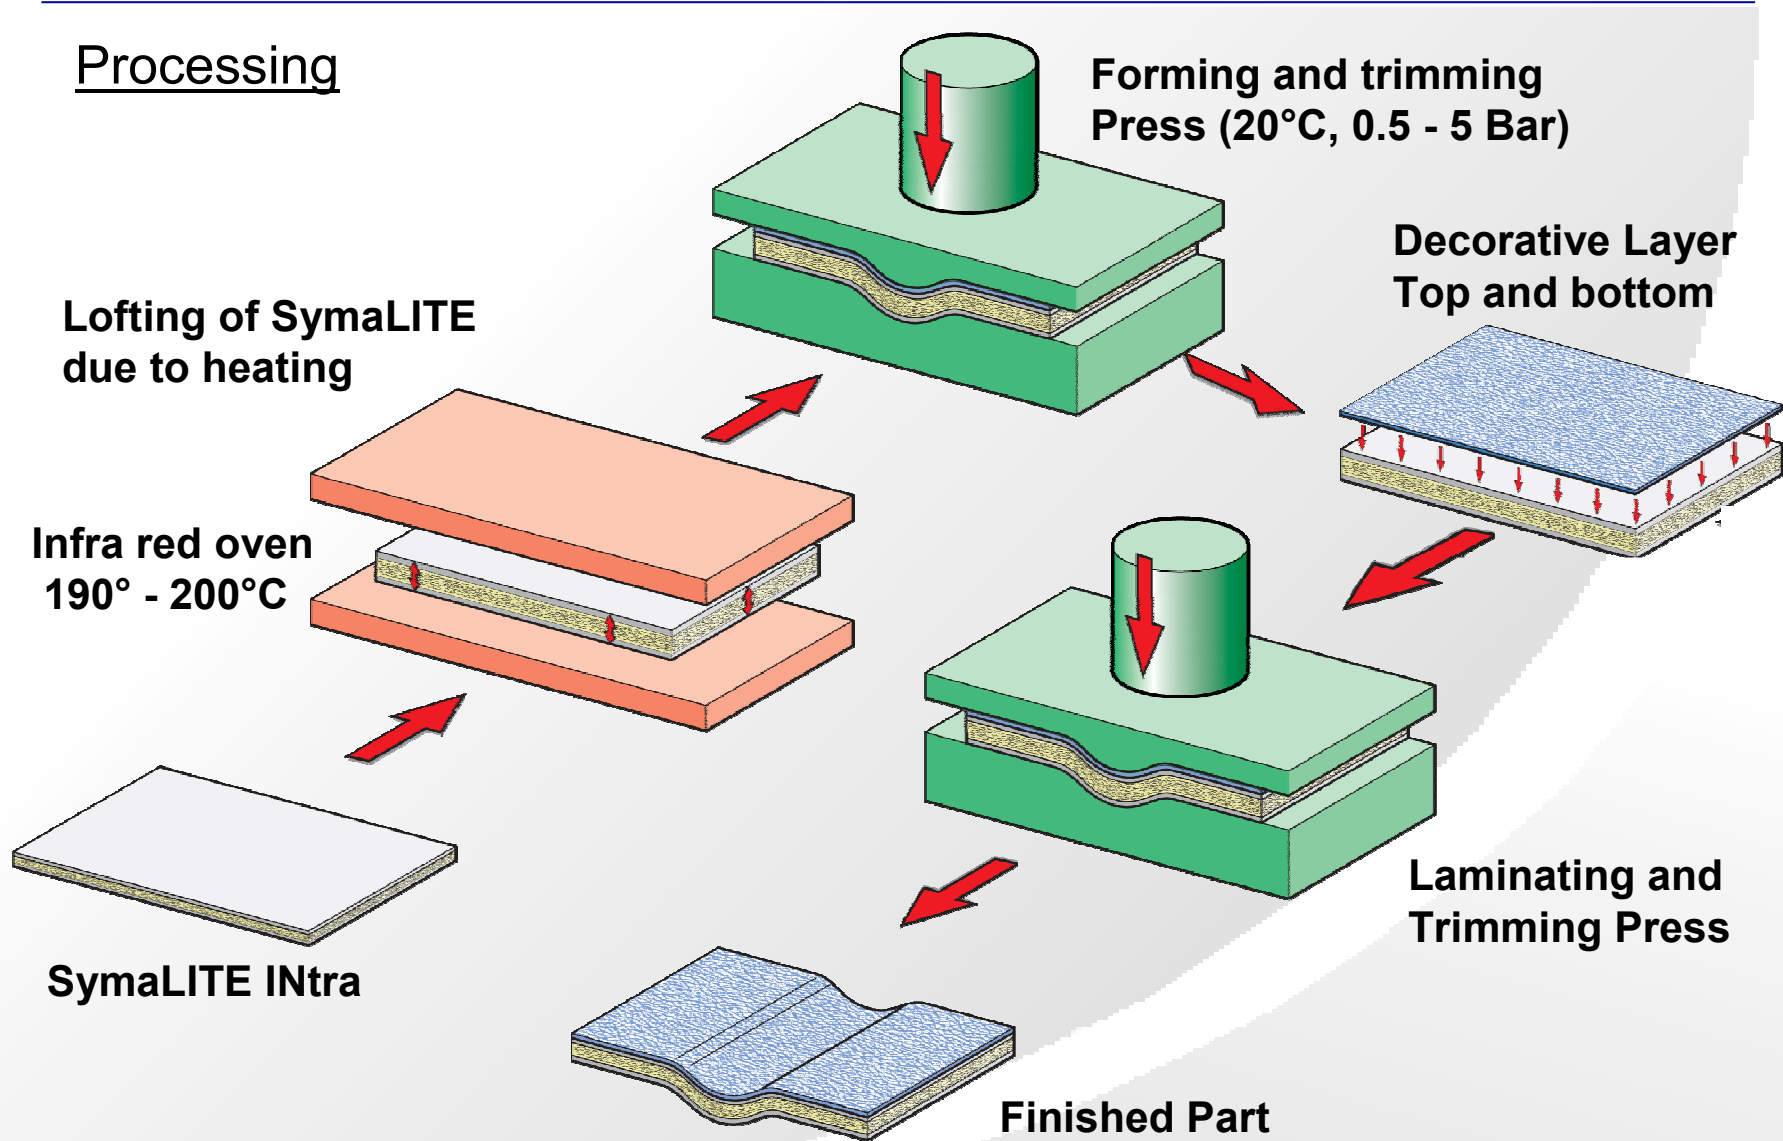 Processing
Forming and trimming
Press (20°C, 0.5 - 5 Bar)
Decorative Layer
Top and bottom
Lofting of SymaLITE
due to heating
Infra red oven
190° - 200°C
Laminating and
Trimming Press
SymaLITE INtra
Finished Part